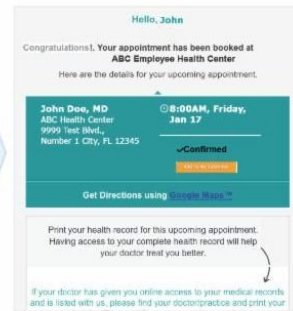 Hello, John
Congratulations!. Your appointment has been booked at
ABC Employee Health Center
Here are the details for your upcoming appointment.
John Doe, MD
ABC Health Center
9999 Test Blvd.,
Number 1 City, FL 12345
8:00AM, Friday,
Jan 17
Confirmed
Get Directions using Google Maps™
Print your health record for this upcoming appointment.
Having access to your complete health record will help
your doctor treat you better.
If your doctor has given you online access to your medical records
and is listed with us, please find your doctor/practice and print your